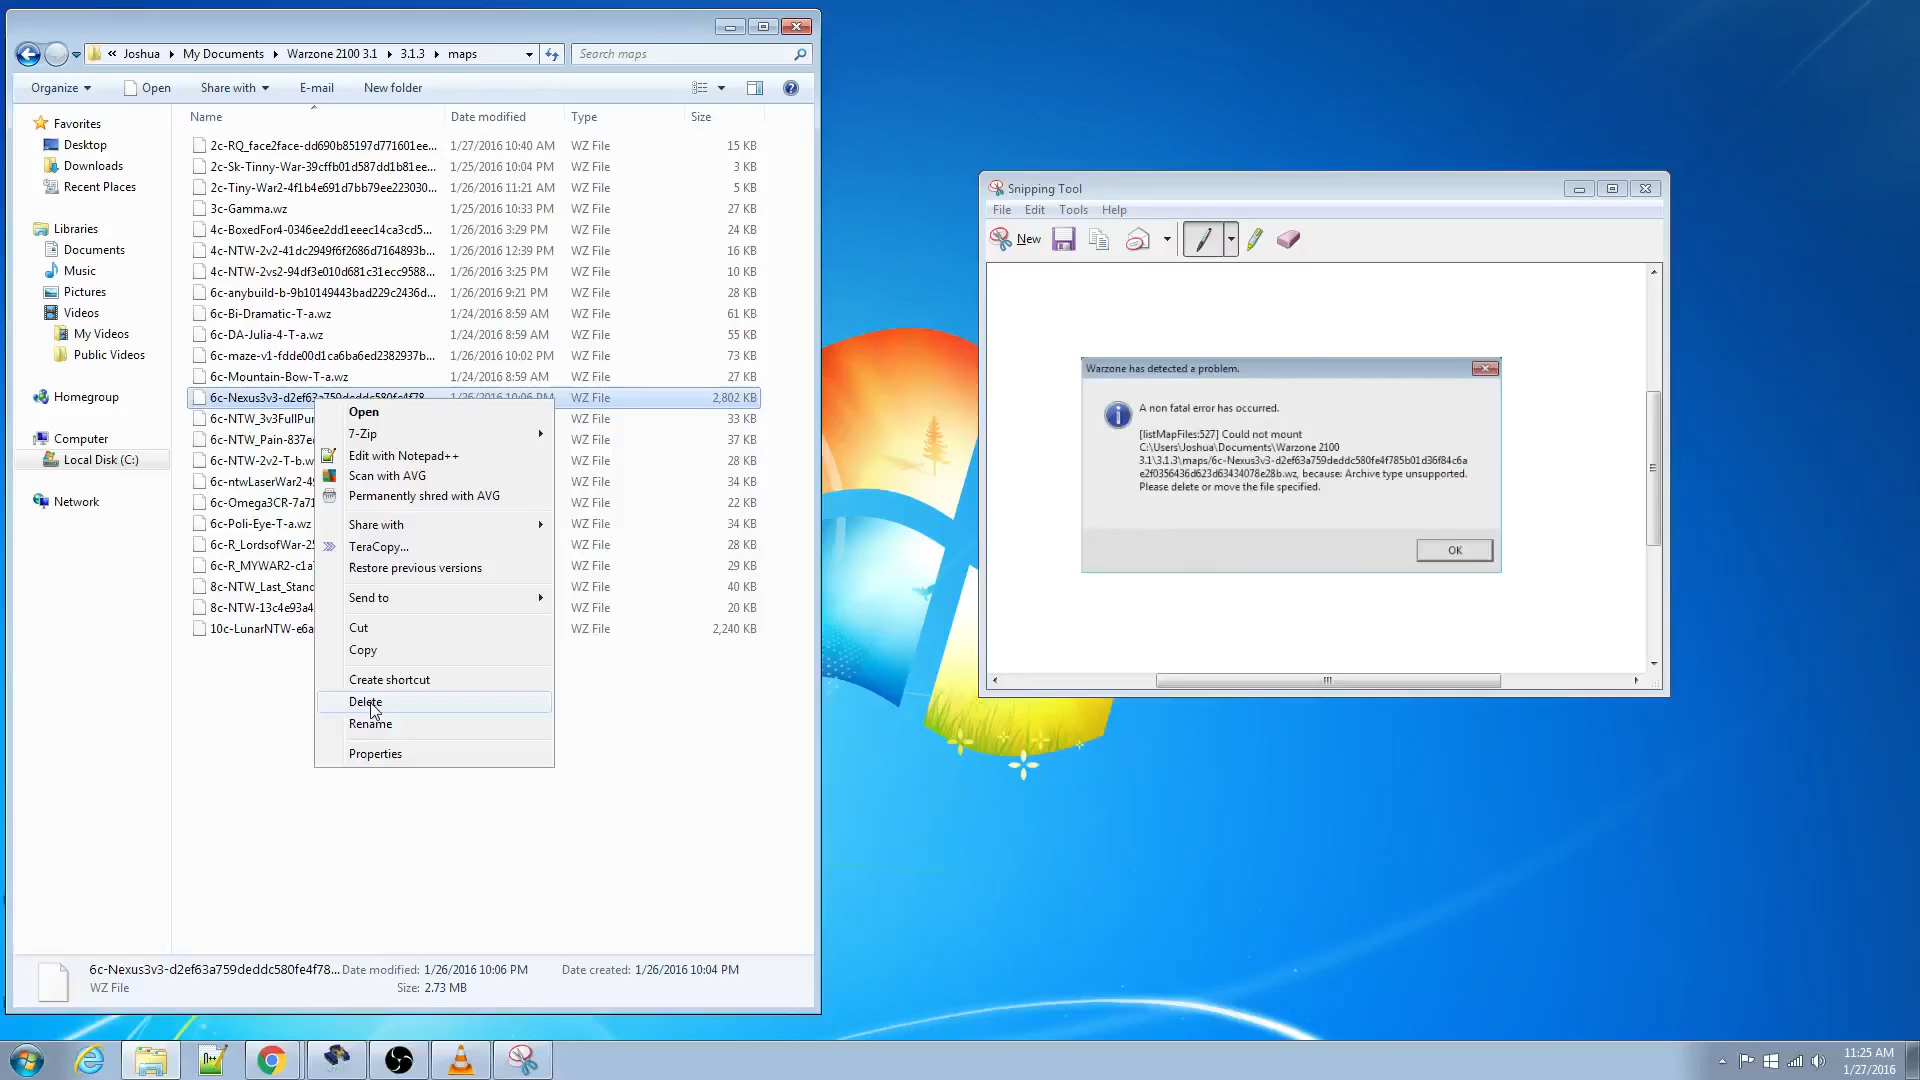 « Joshua ▸ My Documents ▸ Warzone 2100 3.1 ▸ 3.1.3 ▸ maps
Search maps
Organize
Open
Share with
E-mail
New folder
Name
Date modified
Type
Size
Favorites
Desktop
Downloads
Recent Places
Libraries
Documents
Music
Pictures
Videos
My Videos
Public Videos
Homegroup
Computer
Local Disk (C:)
Network
2c-RQ_face2face-dd690b85197d771601ee... 1/27/2016 10:40 AM WZ File 15 KB
2c-Sk-Tinny-War-39cffb01d587dd1b81ee... 1/25/2016 10:04 PM WZ File 3 KB
2c-Tiny-War2-4f1b4e691d7bb79ee223030... 1/26/2016 11:21 AM WZ File 5 KB
3c-Gamma.wz 1/25/2016 10:33 PM WZ File 27 KB
4c-BoxedFor4-0346ee2dd1eeec14ca3cd5... 1/26/2016 3:29 PM WZ File 24 KB
4c-NTW-2v2-41dc2949f6f2686d7164893b... 1/26/2016 12:39 PM WZ File 16 KB
4c-NTW-2vs2-94df3e010d681c31ecc9588... 1/26/2016 3:25 PM WZ File 10 KB
6c-anybuild-b-9b10149443bad229c2436d... 1/26/2016 9:21 PM WZ File 28 KB
6c-Bi-Dramatic-T-a.wz 1/24/2016 8:59 AM WZ File 61 KB
6c-DA-Julia-4-T-a.wz 1/24/2016 8:59 AM WZ File 55 KB
6c-maze-v1-fdde00d1ca6ba6ed2382937b... 1/26/2016 10:02 PM WZ File 73 KB
6c-Mountain-Bow-T-a.wz 1/24/2016 8:59 AM WZ File 27 KB
6c-Nexus3v3-d2ef63a759deddc580fe4f78... 1/26/2016 10:06 PM WZ File 2,802 KB
6c-NTW_3v3FullPu WZ File 33 KB
6c-NTW_Pain-837e WZ File 37 KB
6c-NTW-2v2-T-b.w WZ File 28 KB
6c-ntwLaserWar2-4 WZ File 34 KB
6c-Omega3CR-7a7 WZ File 22 KB
6c-Poli-Eye-T-a.wz WZ File 34 KB
6c-R_LordsofWar-2 WZ File 28 KB
6c-R_MYWAR2-c1a WZ File 29 KB
8c-NTW_Last_Stand WZ File 40 KB
8c-NTW-13c4e93a4 WZ File 20 KB
10c-LunarNTW-e6a WZ File 2,240 KB
Open
7-Zip
Edit with Notepad++
Scan with AVG
Permanently shred with AVG
Share with
TeraCopy...
Restore previous versions
Send to
Cut
Copy
Create shortcut
Delete
Rename
Properties
6c-Nexus3v3-d2ef63a759deddc580fe4f78... Date modified: 1/26/2016 10:06 PM Date created: 1/26/2016 10:04 PM
WZ File Size: 2.73 MB
Snipping Tool
File Edit Tools Help
New
Warzone has detected a problem.
A non fatal error has occurred.
[listMapFiles:527] Could not mount
C:\Users\Joshua\Documents\Warzone 2100
3.1\3.1.3\maps/6c-Nexus3v3-d2ef63a759deddc580fe4f785b01d36f84c6a
e2f0356436d623d63434078e28b.wz, because: Archive type unsupported.
Please delete or move the file specified.
OK
11:25 AM
1/27/2016